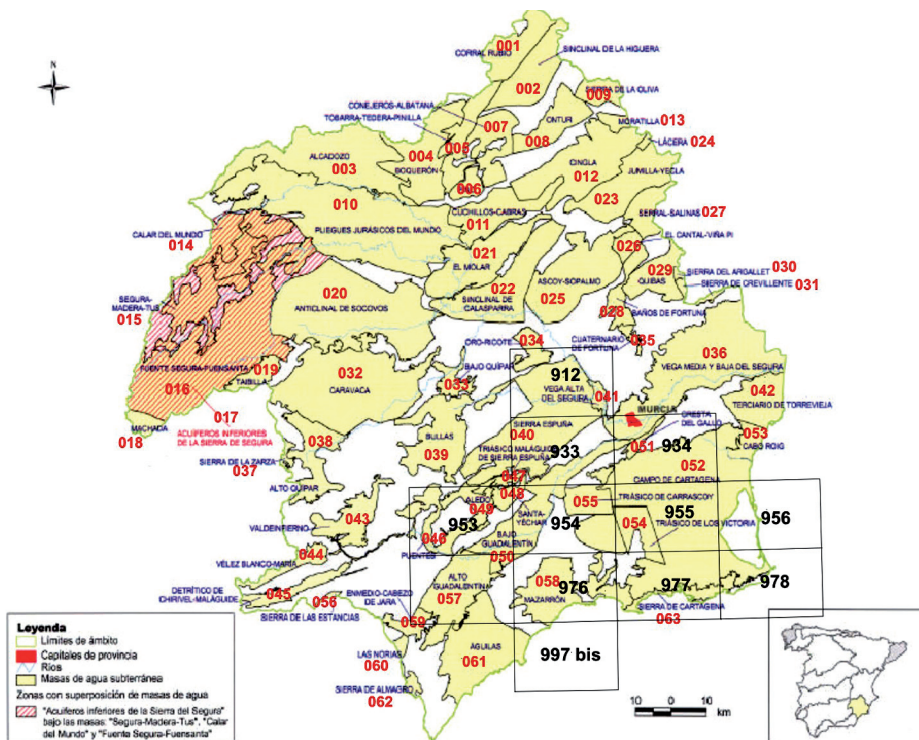 001
CORRAL RUBIO
SINCLINAL DE LA HIGUERA
002
009
SIERRA DE LA OLIVA
CONEJEROS-ALBATANA
TOBARRA-TEDERA-PINILLA
007
ONTUR
MORATILLA 013
004
005
008
LÁCERA 024
ALCADOZO
003
BOQUERÓN
006
012
JUMILLA-YECLA
010
CUCHILLOS-CABRAS
011
023
SERRAL-SALINAS 027
CALAR DEL MUNDO
014
PLIEGUES JURÁSICOS DEL MUNDO
021
026
EL CANTAL-VIÑA PI
EL MOLAR
022
SINCLINAL DE
CALASPARRA
ASCOY-SOPALMO
025
029
QUIBAS
030
SIERRA DE CREVILLENTE 031
SEGURA-
MADERA-TUS
015
020
ANTICLINAL DE SOCOVOS
028
BAÑOS DE FORTUNA
CUATERNARIO
DE FORTUNA
035
ORO-RICOTE
034
036
VEGA MEDIA Y BAJA DEL SEGURA
FUENTE SEGURA-FUENSANTA
019
TAIBILLA
016
032
CARAVACA
BAJO QUÍPAR
033
912
VEGA ALTA
DEL SEGURA
041
042
TERCIARIO DE TORREVIEJA
017
ACUÍFEROS INFERIORES
DE LA SIERRA DE SEGURA
MACHADA
018
MURCIA
CRESTA
DEL GALLO
SIERRA ESPUÑA
040
053
CABO ROIG
038
BULLAS
039
TRIÁSICO MALÁGUIDE
DE SIERRA ESPUÑA
933
051
934
052
CAMPO DE CARTAGENA
SIERRA DE LA ZARZA
037
ALTO QUÍPAR
047
048
ALEDO
049
055
TRIÁSICO DE CARRASCOY
043
VALDEINFIERNO
953
SANTA-
YÉCHAR
954
054
955
TRIÁSICO DE LOS VICTORIA
956
046
PUENTES
BAJO
GUADALENTÍN
050
044
VÉLEZ BLANCO-MARÍA
ALTO
GUADALENTÍN
057
058
976
MAZARRÓN
977
978
045
056
SIERRA DE LAS ESTANCIAS
ENMEDIO-CABEZO
DE JARA
059
SIERRA DE CARTAGENA
063
LAS NORIAS
060
ÁGUILAS
061
997 bis
SIERRA DE ALMAGRO
062
Leyenda
Límites de ámbito
Capitales de provincia
Ríos
Masas de agua subterránea
Zonas con superposición de masas de agua
"Acuíferos inferiores de la Sierra del Segura"
bajo las masas: "Segura-Madera-Tus", "Calar
del Mundo" y "Fuente Segura-Fuensanta"
N
10 0 10
km